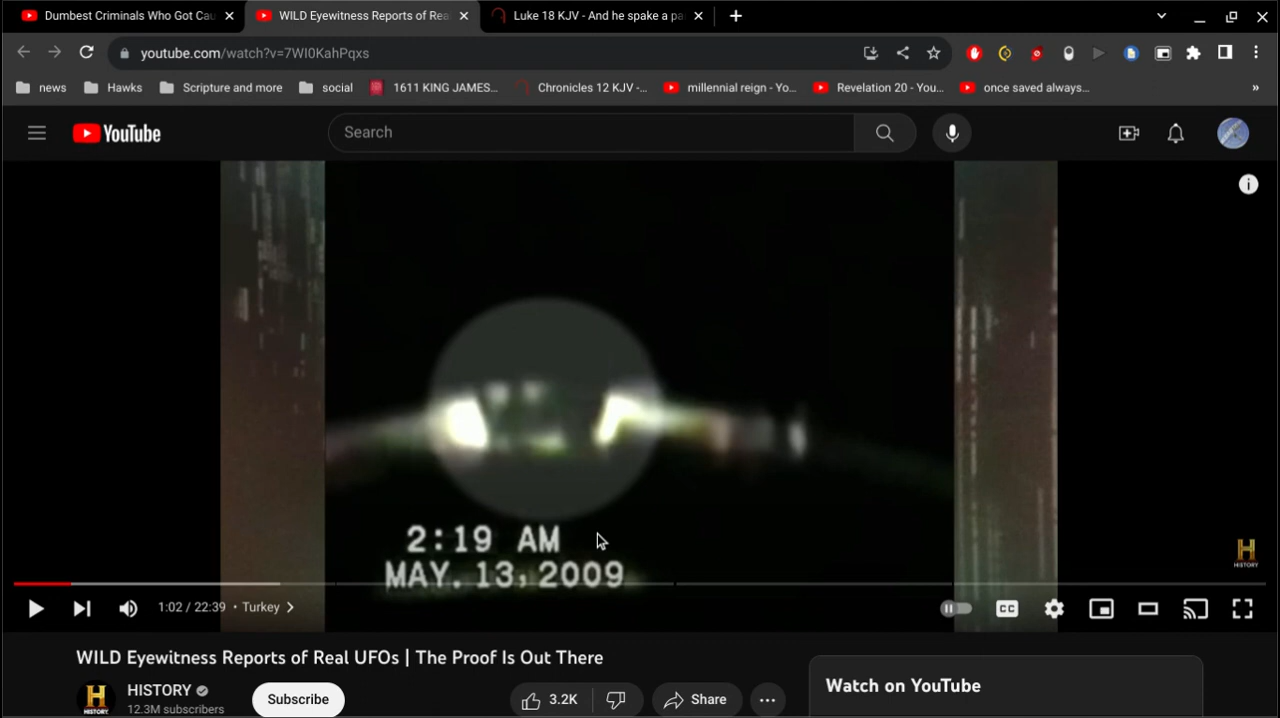 Dumbest Criminals Who Got Cau
WILD Eyewitness Reports of Rea
Luke 18 KJV - And he spake a pa
youtube.com/watch?v=7WI0KahPqxs
news
Hawks
Scripture and more
social
1611 KING JAMES...
Chronicles 12 KJV -...
millennial reign - Yo...
Revelation 20 - You...
once saved always...
»
YouTube
Search
2:19 AM
MAY. 13, 2009
H
HISTORY
1:02 / 22:39 • Turkey
CC
WILD Eyewitness Reports of Real UFOs | The Proof Is Out There
H
HISTORY
HISTORY
12.3M subscribers
Subscribe
3.2K
Share
Watch on YouTube